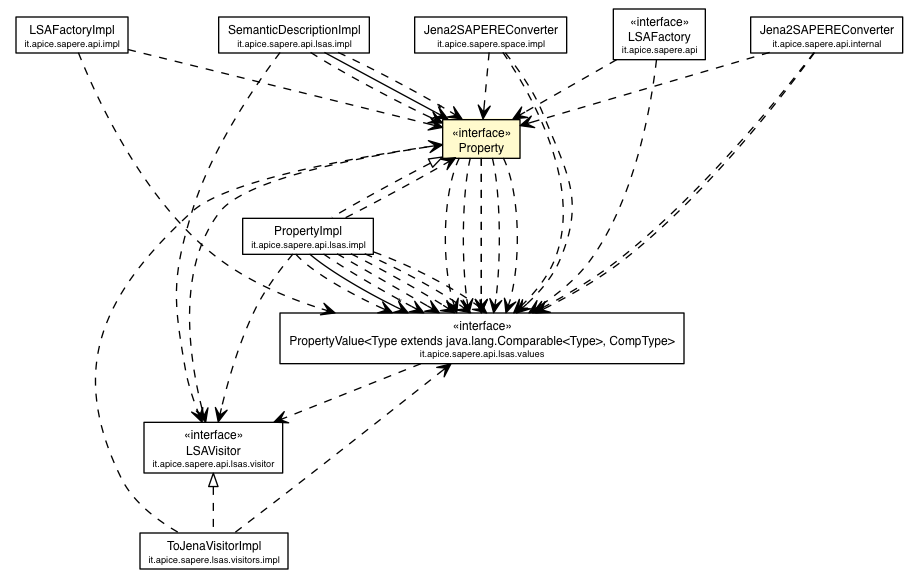 LSAFactoryImpl
it.apice.sapere.api.impl
SemanticDescriptionImpl
it.apice.sapere.api.lsas.impl
Jena2SAPEREConverter
it.apice.sapere.space.impl
«interface»
LSAFactory
it.apice.sapere.api
Jena2SAPEREConverter
it.apice.sapere.api.internal
«interface»
Property
PropertyImpl
it.apice.sapere.api.lsas.impl
«interface»
PropertyValue<Type extends java.lang.Comparable<Type>, CompType>
it.apice.sapere.api.lsas.values
«interface»
LSAVisitor
it.apice.sapere.api.lsas.visitor
ToJenaVisitorImpl
it.apice.sapere.lsas.visitors.impl